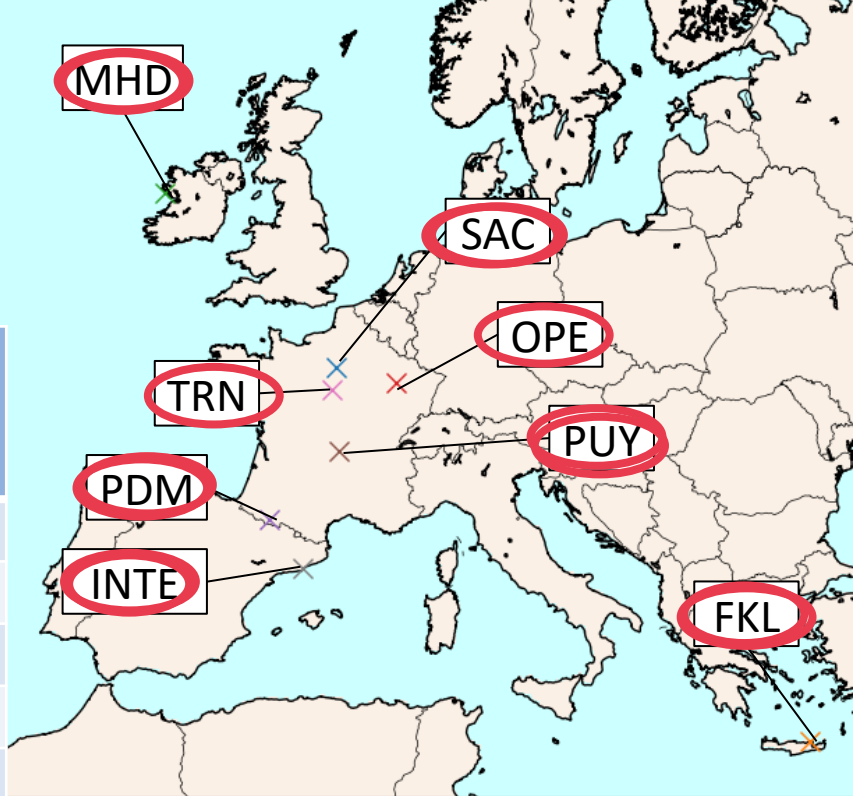 MHD
SAC
OPE
TRN
PUY
PDM
INTE
FKL